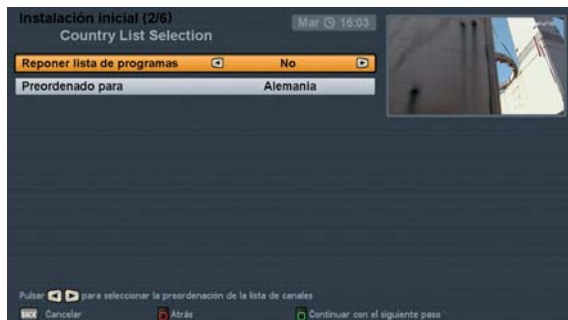 Instalación inicial (2/6)
Country List Selection
Mar 16:03
Reponer lista de programas No
Preordenado para Alemania
Pulsar para seleccionar la preordenación de la lista de canales
BACK Cancelar Atrás Continuar con el siguiente paso